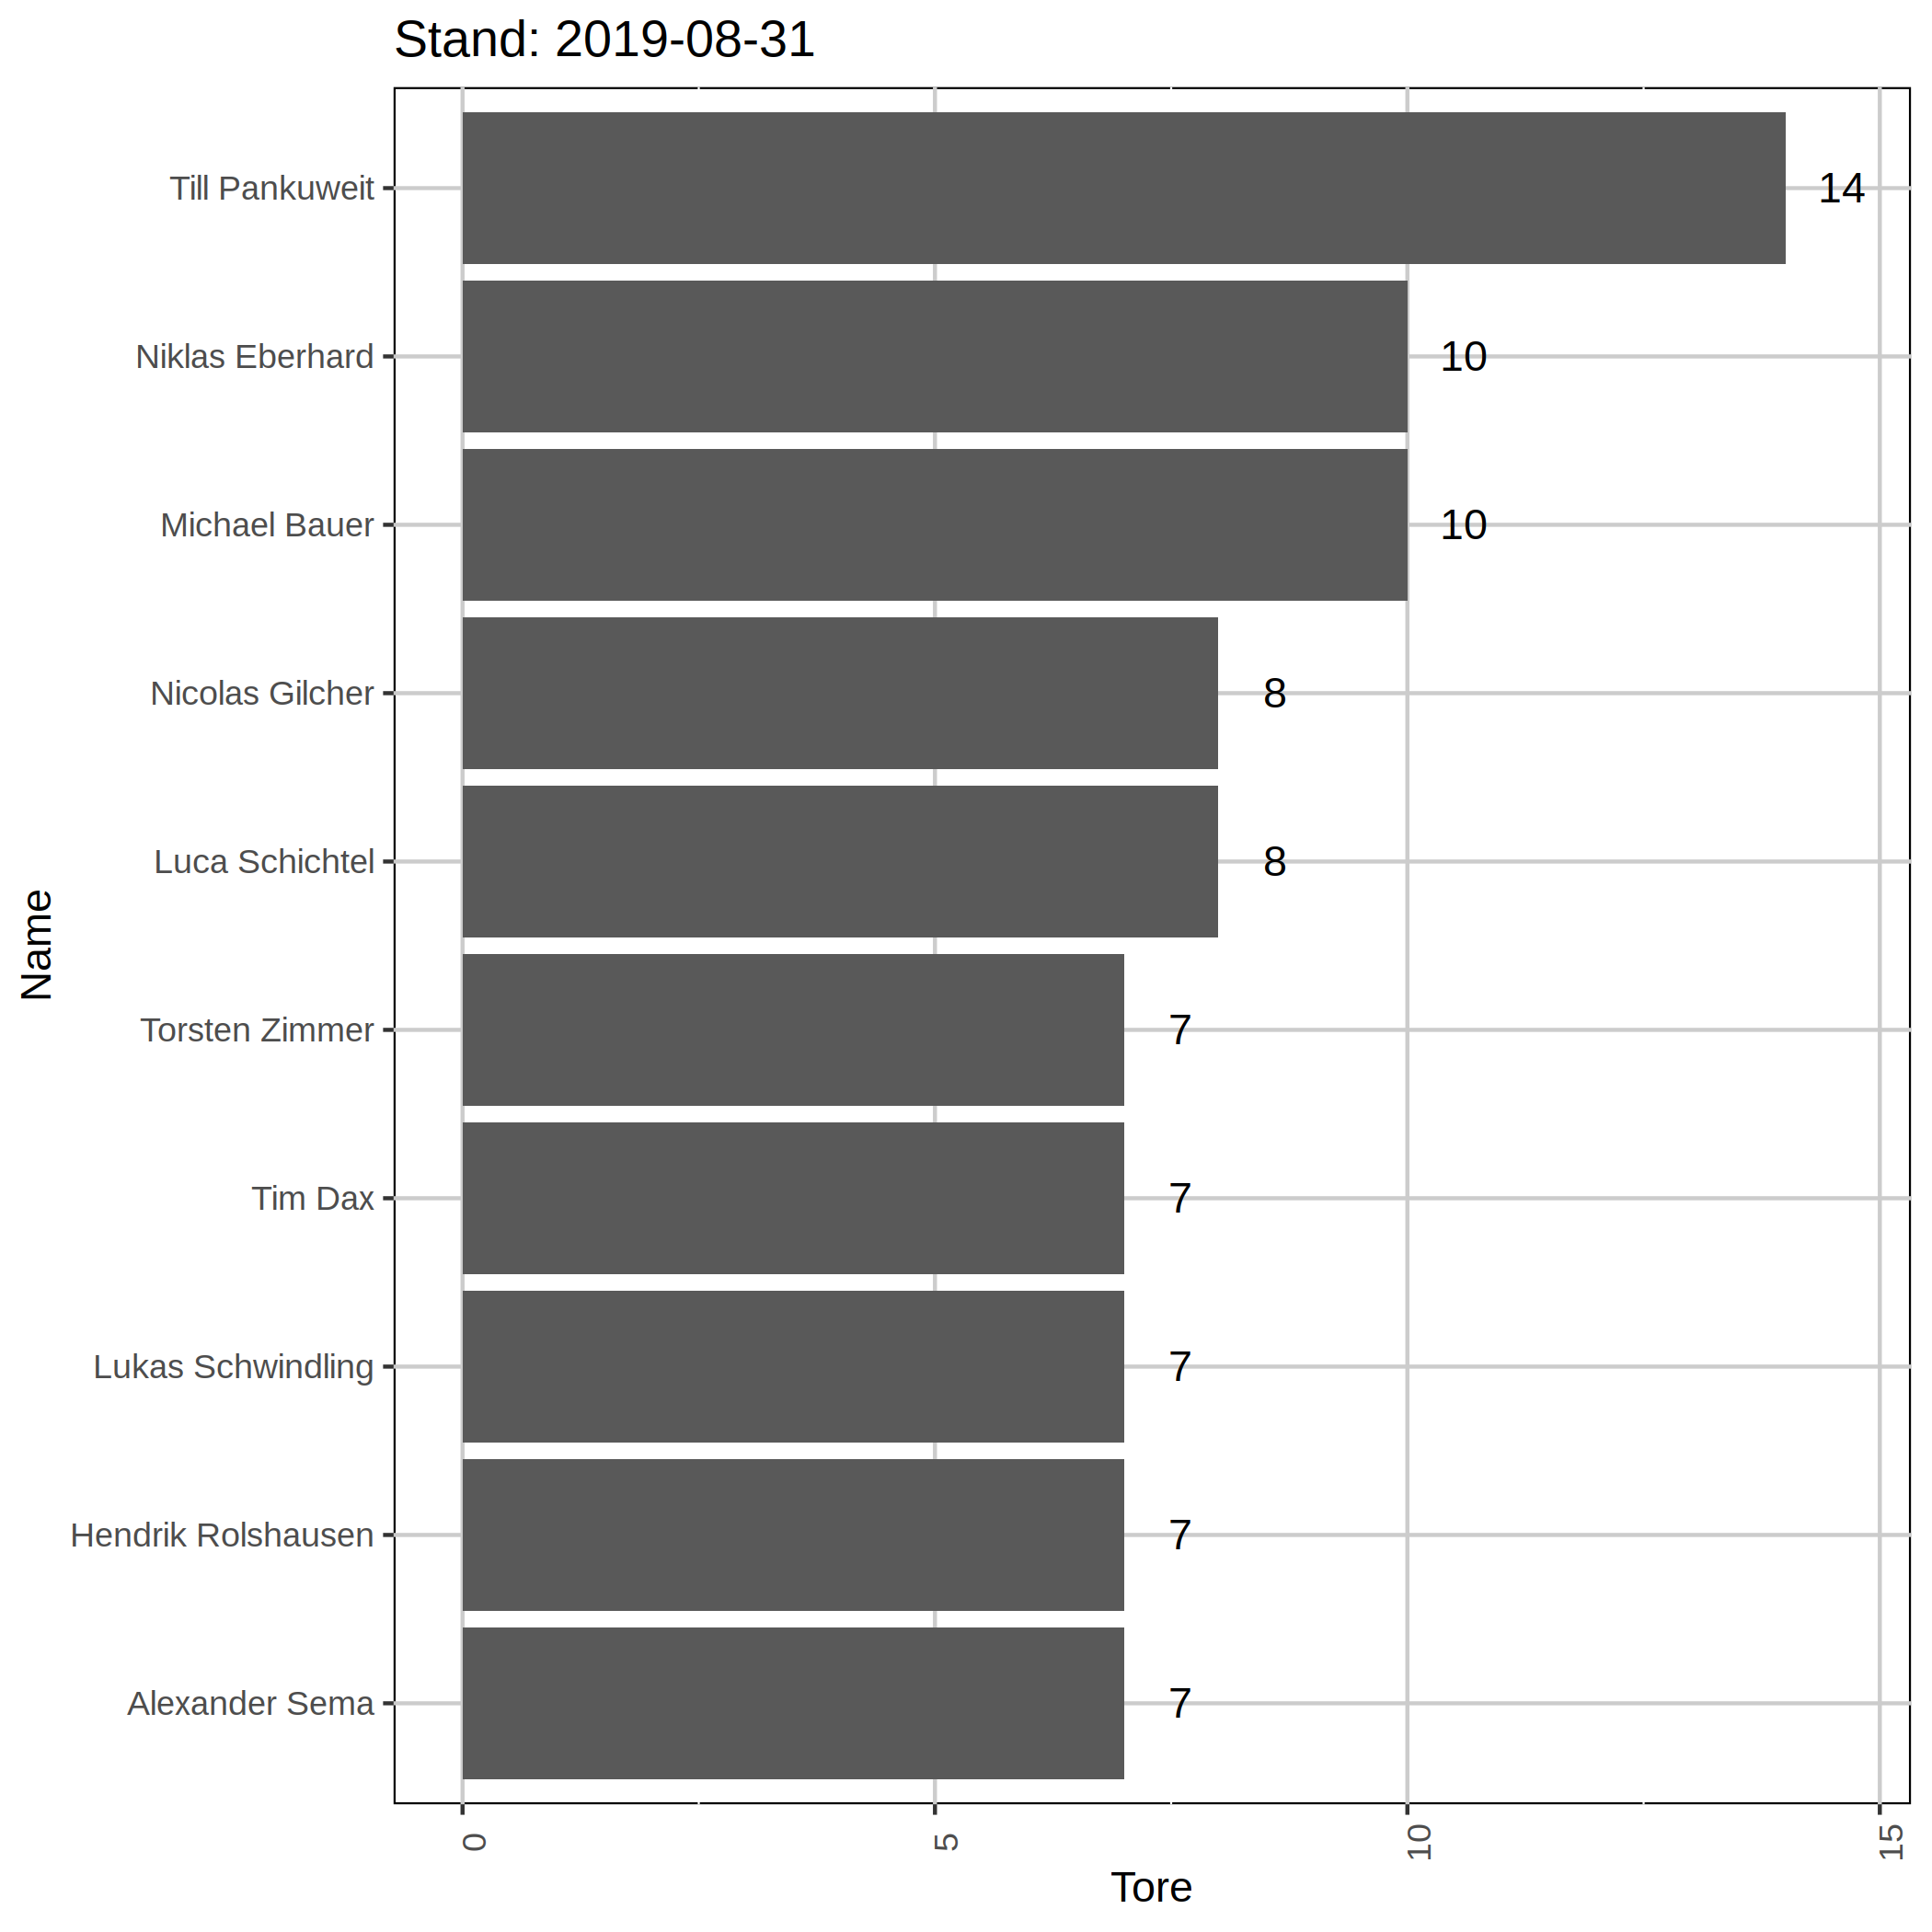 Stand: 2019-08-31
Till Pankuweit 14
Niklas Eberhard 10
Michael Bauer 10
Nicolas Gilcher 8
Luca Schichtel 8
Torsten Zimmer 7
Tim Dax 7
Lukas Schwindling 7
Hendrik Rolshausen 7
Alexander Sema 7
Name
0 5 10 15
Tore